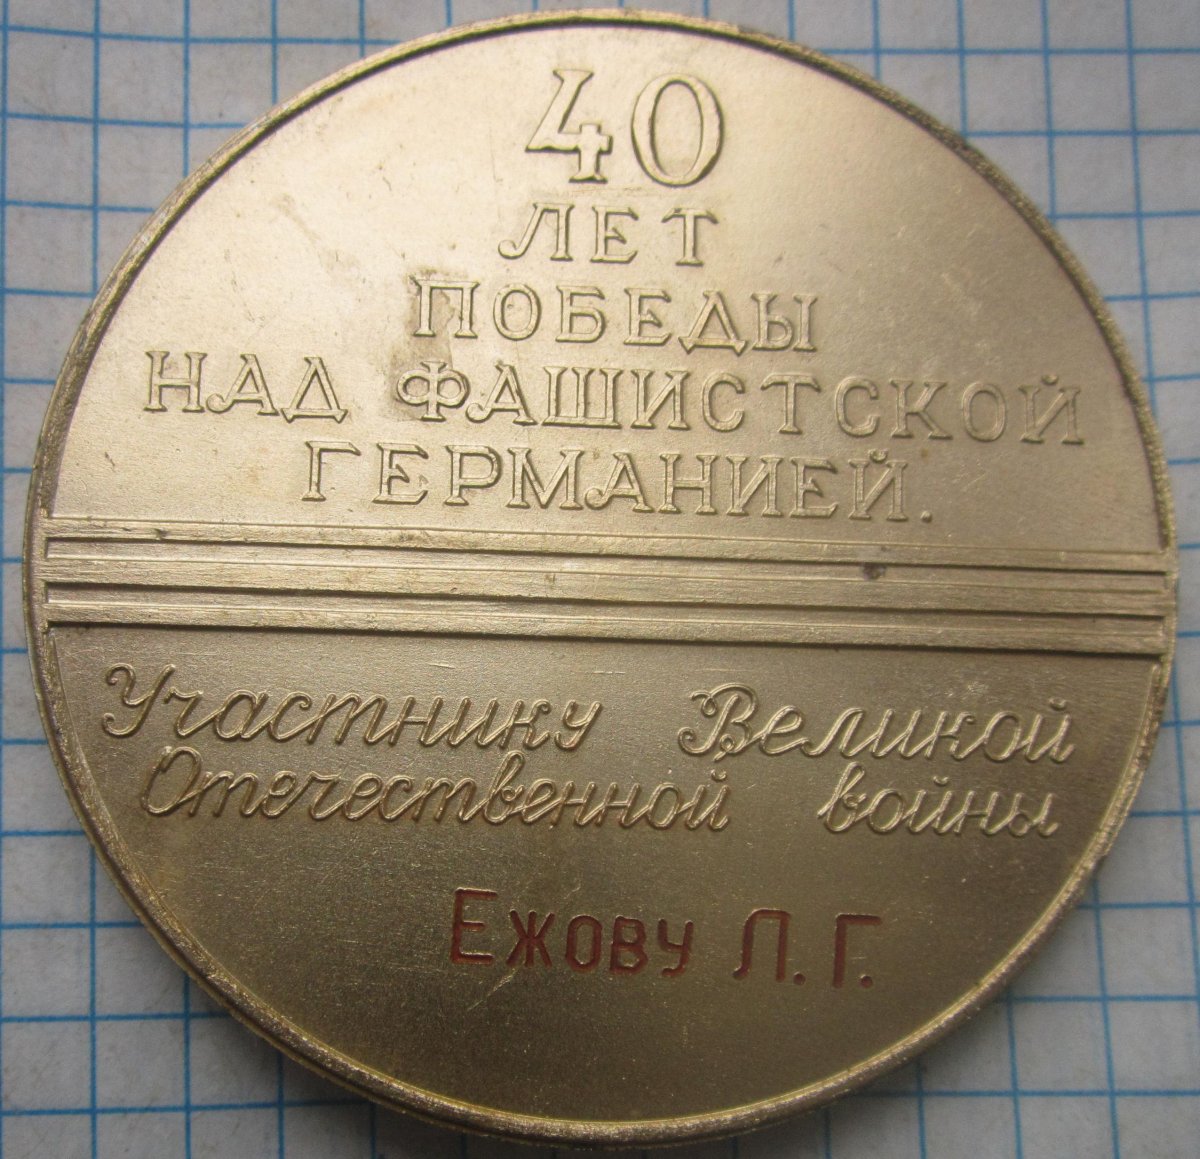 40
ЛЕТ
ПОБЕДЫ
НАД ФАШИСТСКОЙ
ГЕРМАНИЕЙ.
Участнику Великой
Отечественной войны
Ежову Л.Г.